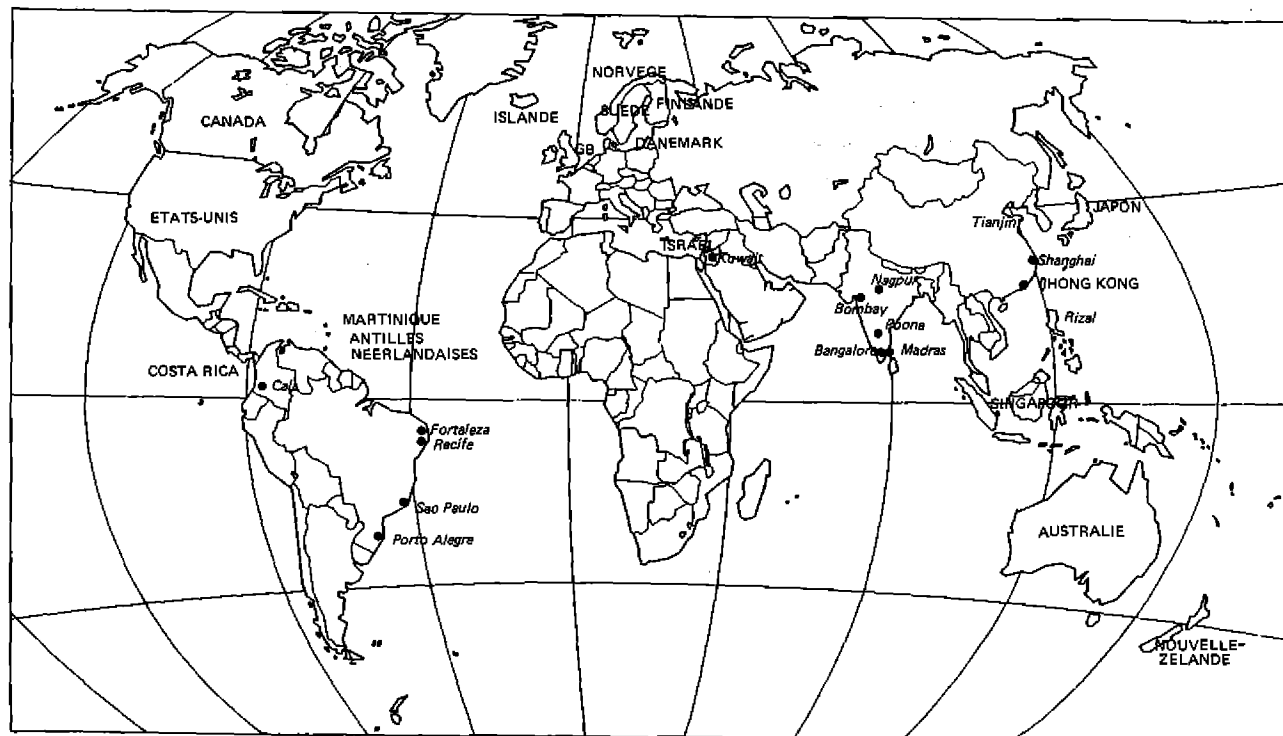 NORVEGE
ISLANDE
SUEDE
FINLANDE
CANADA
GB
DANEMARK
ETATS-UNIS
JAPON
Tianjin
ISRAEL
Kuwait
Shanghai
Nagpur
HONG KONG
Bombay
MARTINIQUE
Rizal
ANTILLES
Poona
NEERLANDAISES
Bangalore
Madras
COSTA RICA
Cali
SINGAPOUR
Fortaleza
Recife
Sao Paulo
AUSTRALIE
Porto Alegre
NOUVELLE-
ZELANDE